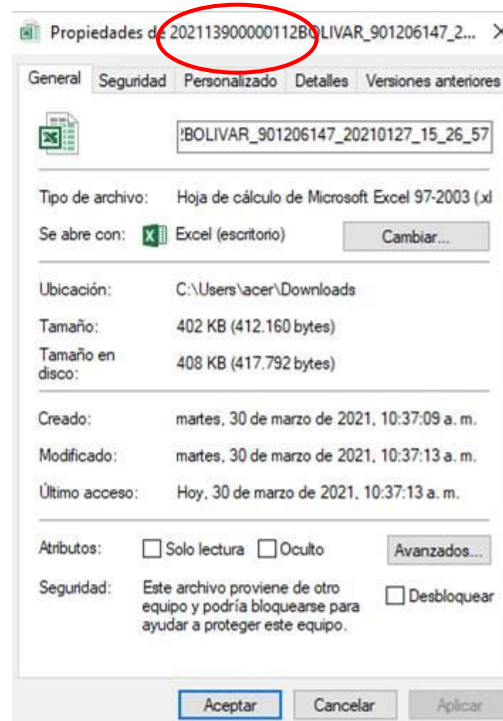 Propiedades de 202113900000112BOLIVAR_901206147_2...
General Seguridad Personalizado Detalles Versiones anteriores
!BOLIVAR_901206147_20210127_15_26_57
Tipo de archivo: Hoja de cálculo de Microsoft Excel 97-2003 (.xl
Se abre con: Excel (escritorio) Cambiar...
Ubicación: C:\Users\acer\Downloads
Tamaño: 402 KB (412.160 bytes)
Tamaño en
disco: 408 KB (417.792 bytes)
Creado: martes, 30 de marzo de 2021, 10:37:09 a. m.
Modificado: martes, 30 de marzo de 2021, 10:37:13 a. m.
Último acceso: Hoy, 30 de marzo de 2021, 10:37:13 a. m.
Atributos: Solo lectura Oculto Avanzados...
Seguridad: Este archivo proviene de otro
equipo y podría bloquearse para
ayudar a proteger este equipo.
Desbloquear
Aceptar Cancelar Aplicar